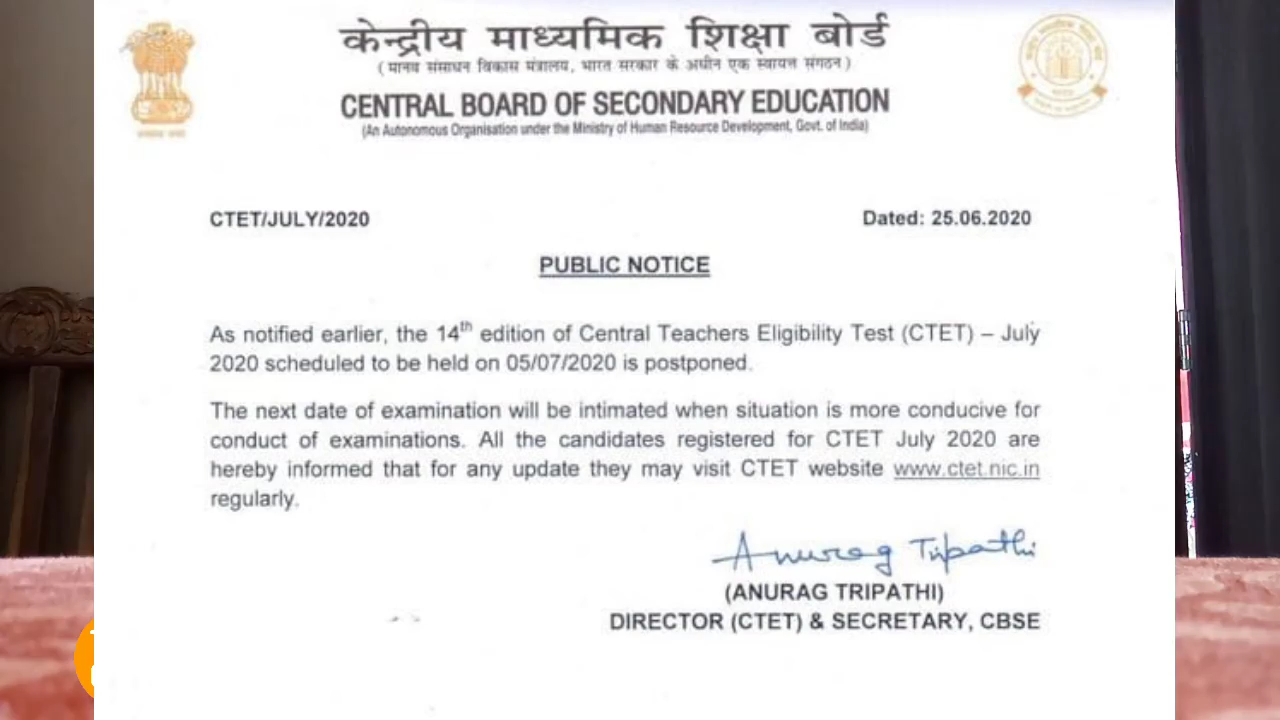 केन्द्रीय माध्यमिक शिक्षा बोर्ड
(मानव संसाधन विकास मंत्रालय, भारत सरकार के अधीन एक स्वायत्त संगठन)
CENTRAL BOARD OF SECONDARY EDUCATION
(An Autonomous Organisation under the Ministry of Human Resource Development, Govt. of India)
CTET/JULY/2020 Dated: 25.06.2020
PUBLIC NOTICE
As notified earlier, the 14th edition of Central Teachers Eligibility Test (CTET) – July
2020 scheduled to be held on 05/07/2020 is postponed.
The next date of examination will be intimated when situation is more conducive for
conduct of examinations. All the candidates registered for CTET July 2020 are
hereby informed that for any update they may visit CTET website www.ctet.nic.in
regularly.
Anurag Tripathi
(ANURAG TRIPATHI)
DIRECTOR (CTET) & SECRETARY, CBSE